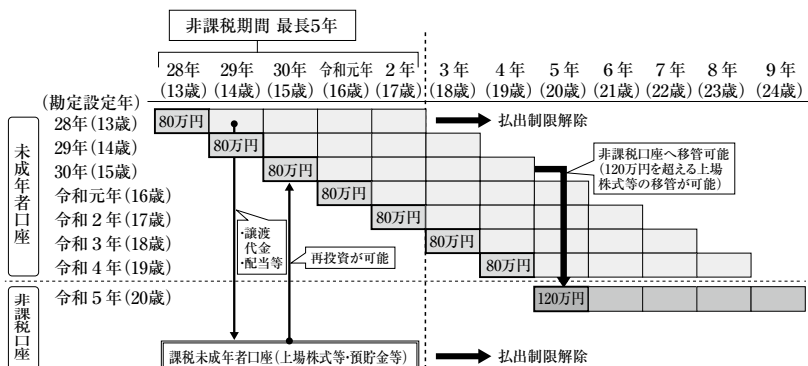 非課税期間 最長5年
28年 29年 30年 令和元年 2年 3年 4年 5年 6年 7年 8年 9年
(13歳) (14歳) (15歳) (16歳) (17歳) (18歳) (19歳) (20歳) (21歳) (22歳) (23歳) (24歳)
(勘定設定年)
未成年者口座
28年(13歳) 80万円 払出制限解除
29年(14歳) 80万円
30年(15歳) 80万円
令和元年(16歳) 80万円
令和2年(17歳) 80万円
令和3年(18歳) 80万円
令和4年(19歳) 80万円
非課税口座へ移管可能
(120万円を超える上場
株式等の移管が可能)
・譲渡
代金
・配当等
再投資が可能
非課税口座
令和5年(20歳) 120万円
課税未成年者口座(上場株式等・預貯金等) 払出制限解除